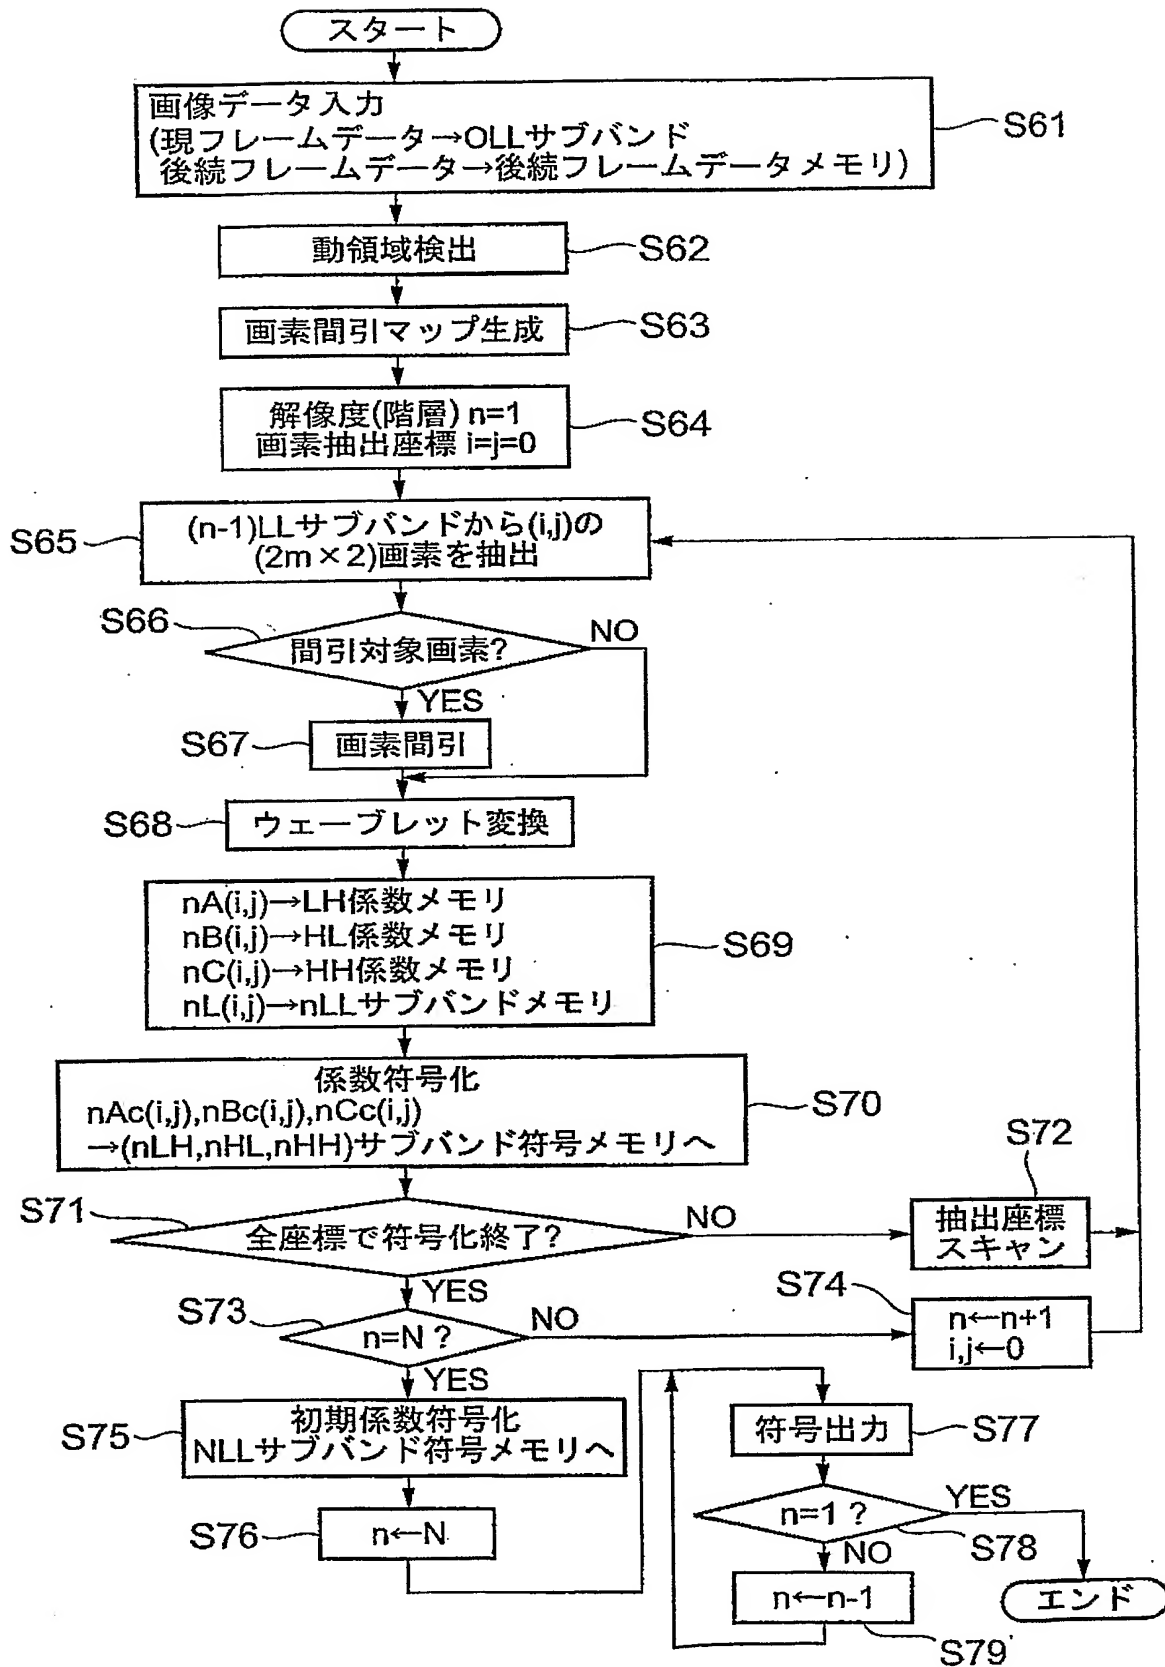 スタート
画像データ入力
(現フレームデータ→OLLサブバンド
後続フレームデータ→後続フレームデータメモリ)
S61
動領域検出
S62
画素間引マップ生成
S63
解像度(階層) n=1
画素抽出座標 i=j=0
S64
S65
(n-1)LLサブバンドから(i,j)の
(2m×2)画素を抽出
S66
間引対象画素?
NO
YES
S67
画素間引
S68
ウェーブレット変換
nA(i,j)→LH係数メモリ
nB(i,j)→HL係数メモリ
nC(i,j)→HH係数メモリ
nL(i,j)→nLLサブバンドメモリ
S69
係数符号化
nAc(i,j),nBc(i,j),nCc(i,j)
→(nLH,nHL,nHH)サブバンド符号メモリへ
S70
S71
全座標で符号化終了?
NO
YES
S72
抽出座標
スキャン
S73
n=N ?
NO
YES
S74
n←n+1
i,j←0
S75
初期係数符号化
NLLサブバンド符号メモリへ
S76
n←N
符号出力
S77
n=1 ?
YES
S78
NO
n←n-1
S79
エンド